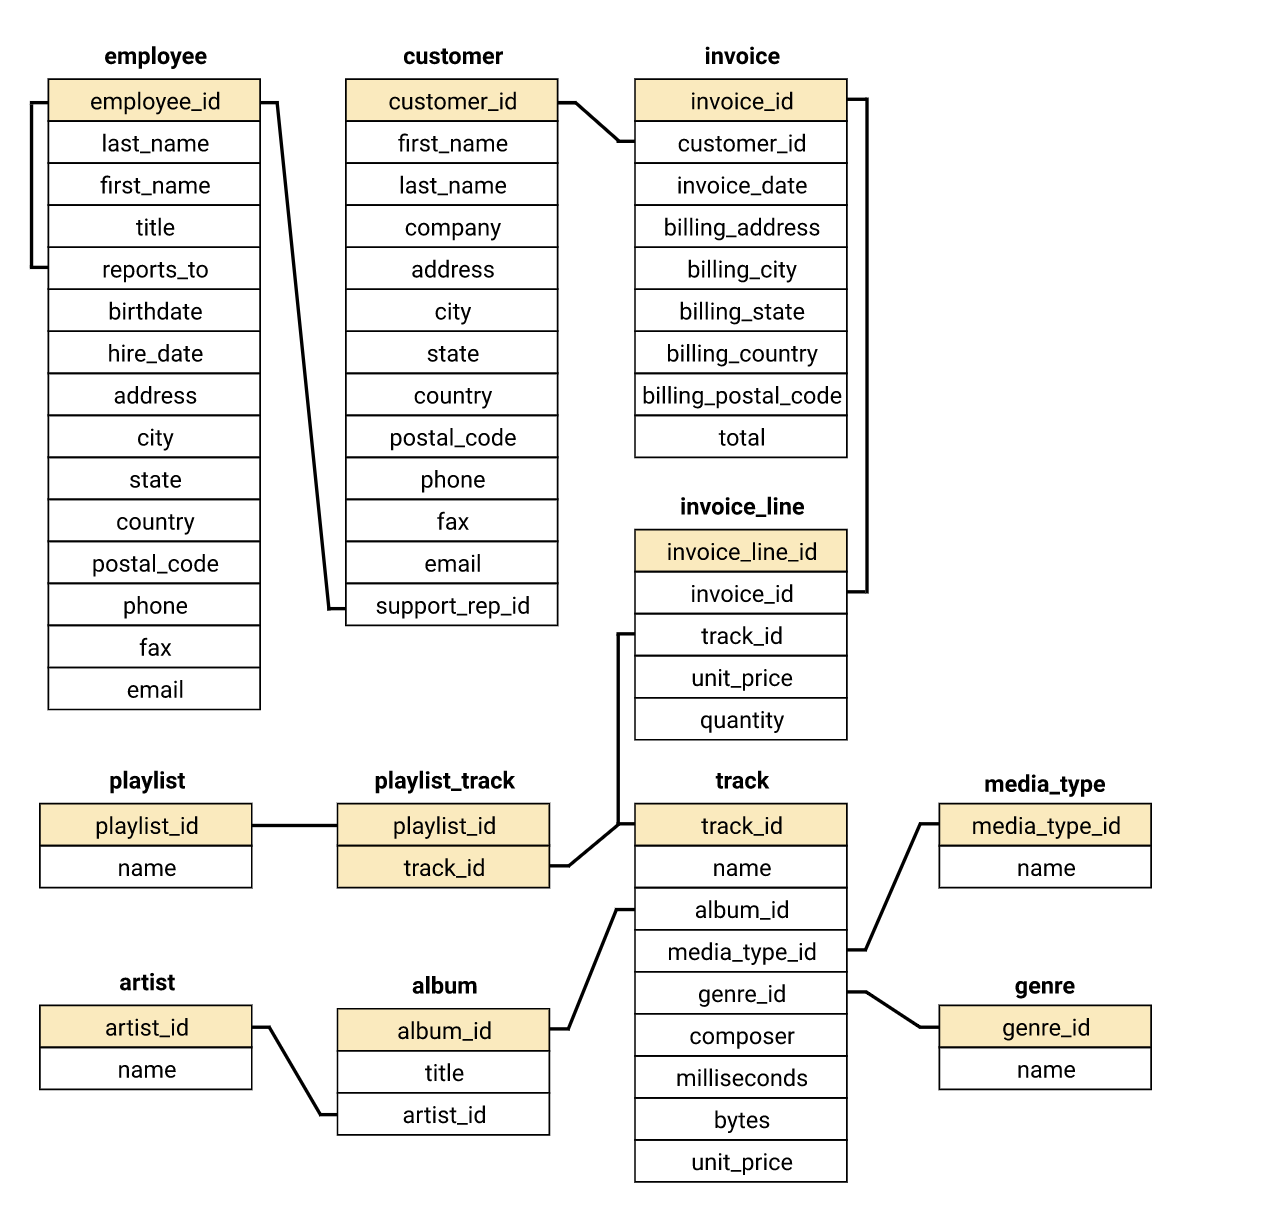 employee
employee_id
last_name
first_name
title
reports_to
birthdate
hire_date
address
city
state
country
postal_code
phone
fax
email
customer
customer_id
first_name
last_name
company
address
city
state
country
postal_code
phone
fax
email
support_rep_id
invoice
invoice_id
customer_id
invoice_date
billing_address
billing_city
billing_state
billing_country
billing_postal_code
total
invoice_line
invoice_line_id
invoice_id
track_id
unit_price
quantity
playlist
playlist_id
name
playlist_track
playlist_id
track_id
track
track_id
name
album_id
media_type_id
genre_id
composer
milliseconds
bytes
unit_price
media_type
media_type_id
name
artist
artist_id
name
album
album_id
title
artist_id
genre
genre_id
name